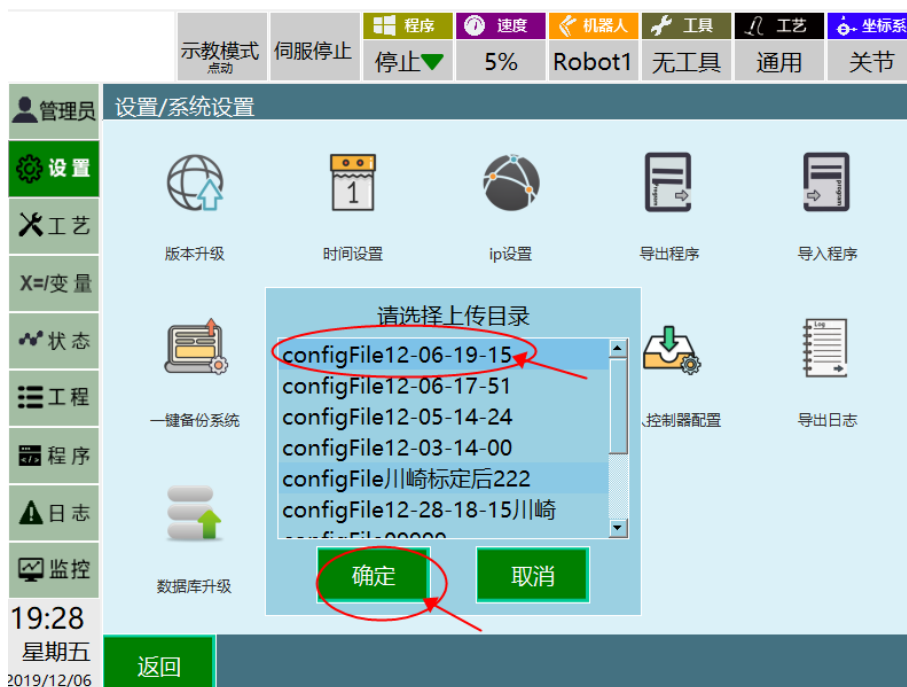 程序 速度 机器人 工具 工艺 坐标系
示教模式 伺服停止 停止 5% Robot1 无工具 通用 关节
点动
管理员 设置/系统设置
设置
工艺
X=/变量
状态
工程
程序
日志
监控
1
program
program
版本升级 时间设置 ip设置 导出程序 导入程序
请选择上传目录
configFile12-06-19-15
configFile12-06-17-51
configFile12-05-14-24
configFile12-03-14-00
configFile川崎标定后222
configFile12-28-18-15川崎
Log
一键备份系统 控制器配置 导出日志
确定 取消
数据库升级
19:28
星期五
2019/12/06
返回